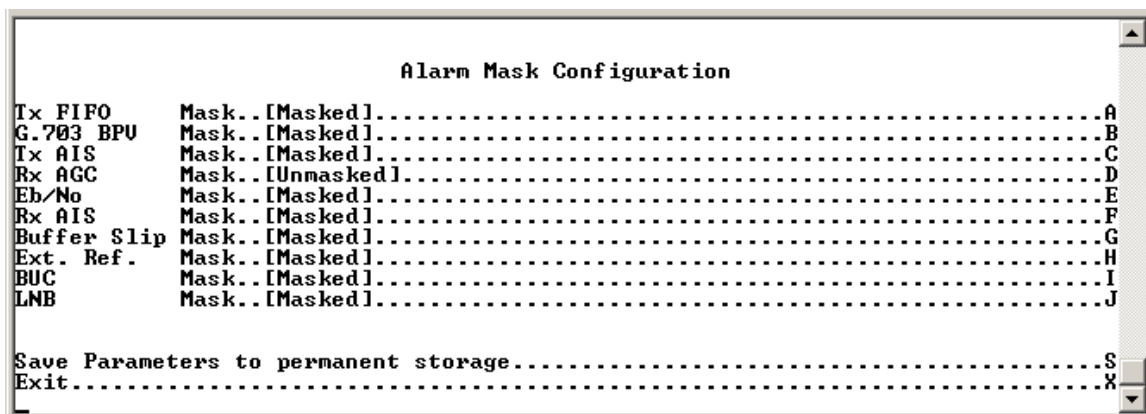 Alarm Mask Configuration
Tx FIFO Mask..[Masked]......................................................A
G.703 BPV Mask..[Masked]......................................................B
Tx AIS Mask..[Masked]......................................................C
Rx AGC Mask..[Unmasked]....................................................D
Eb/No Mask..[Masked]......................................................E
Rx AIS Mask..[Masked]......................................................F
Buffer Slip Mask..[Masked]......................................................G
Ext. Ref. Mask..[Masked]......................................................H
BUC Mask..[Masked]......................................................I
LNB Mask..[Masked]......................................................J
Save Parameters to permanent storage...........................................S
Exit...........................................................................X